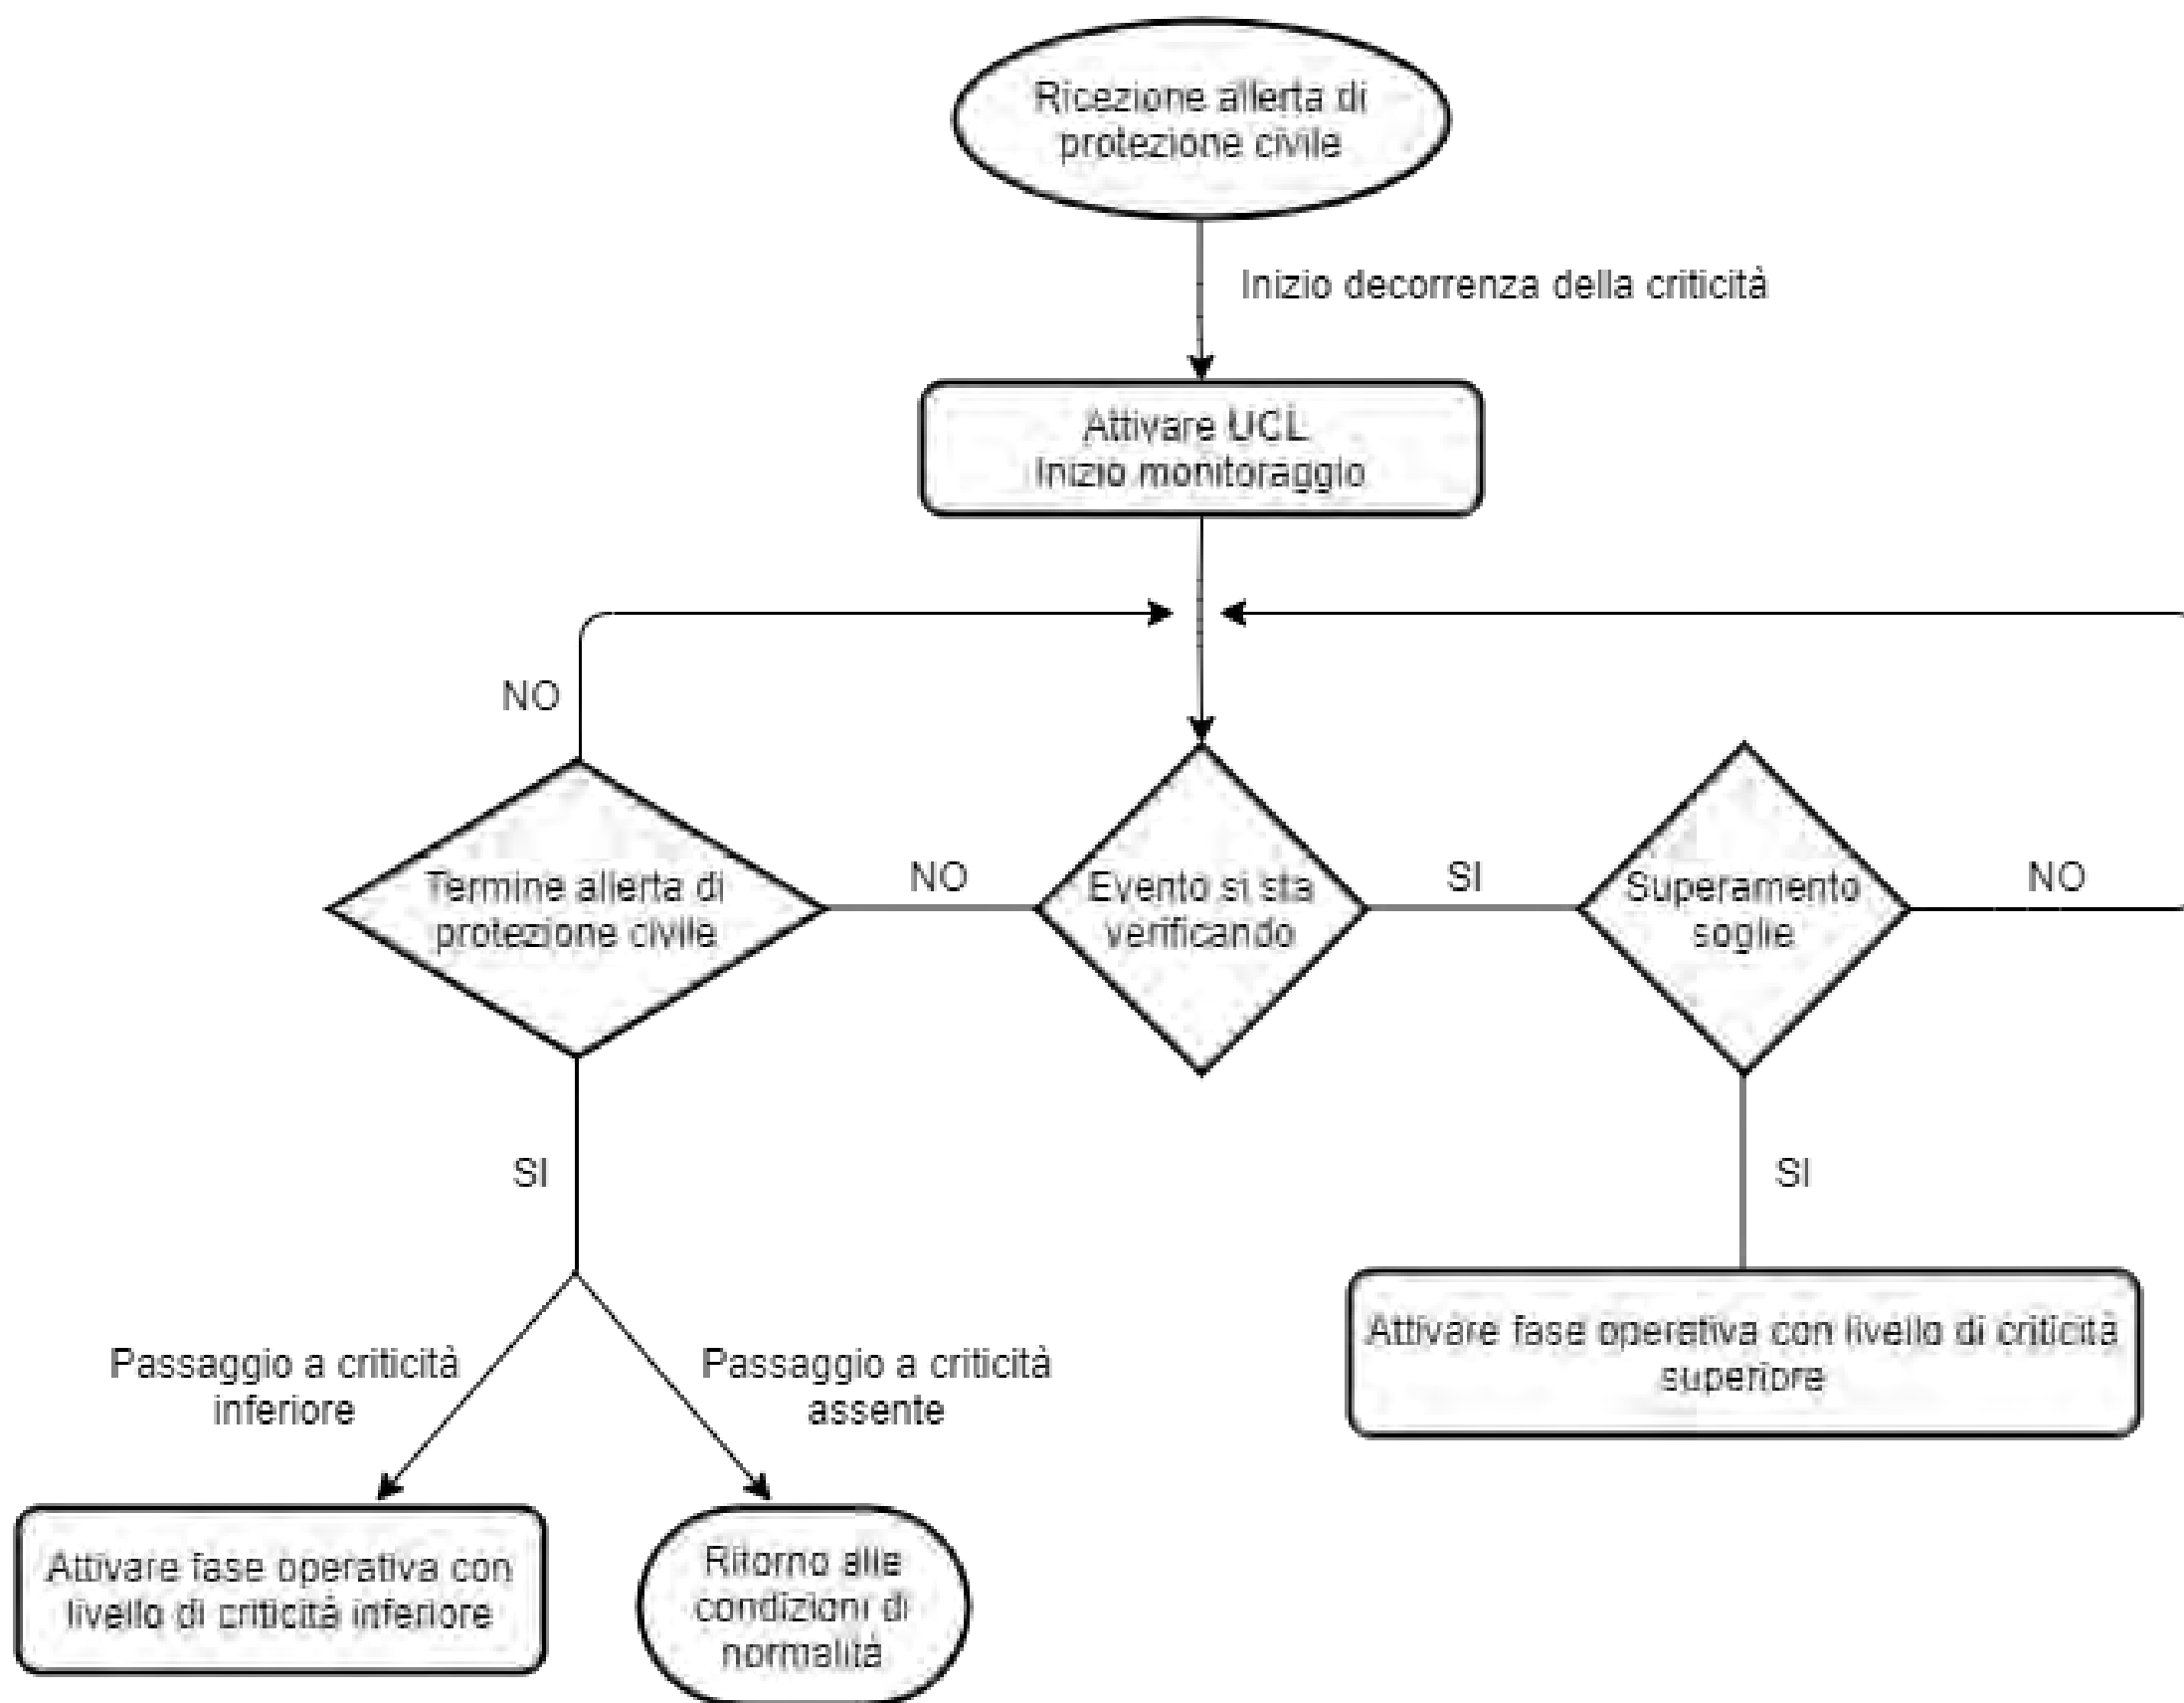 Ricezione allerta di
protezione civile
Inizio decorrenza della criticità
Attivare UCL
Inizio monitoraggio
NO
Termine allerta di
protezione civile
NO
Evento si sta
verificando
SI
Superamento
soglie
NO
SI
SI
Passaggio a criticità
inferiore
Passaggio a criticità
assente
Attivare fase operativa con livello di criticità
superiore
Attivare fase operativa con
livello di criticità inferiore
Ritorno alle
condizioni di
normalità